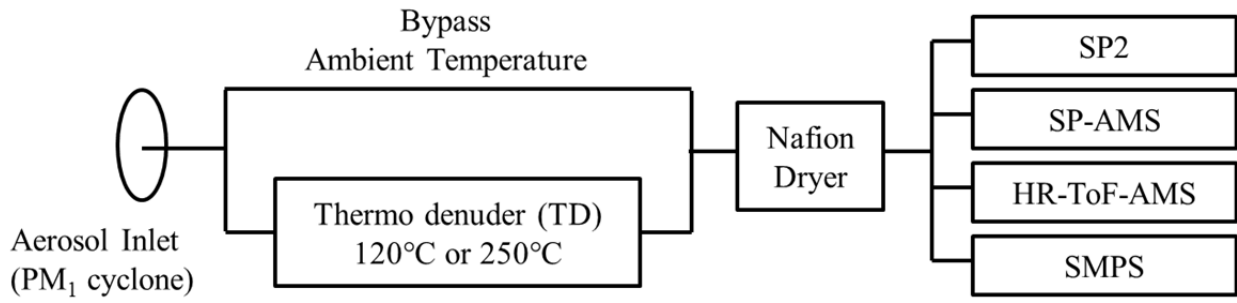 Bypass
Ambient Temperature
Aerosol Inlet
(PM₁ cyclone)
Thermo denuder (TD)
120℃ or 250℃
Nafion
Dryer
SP2
SP-AMS
HR-ToF-AMS
SMPS